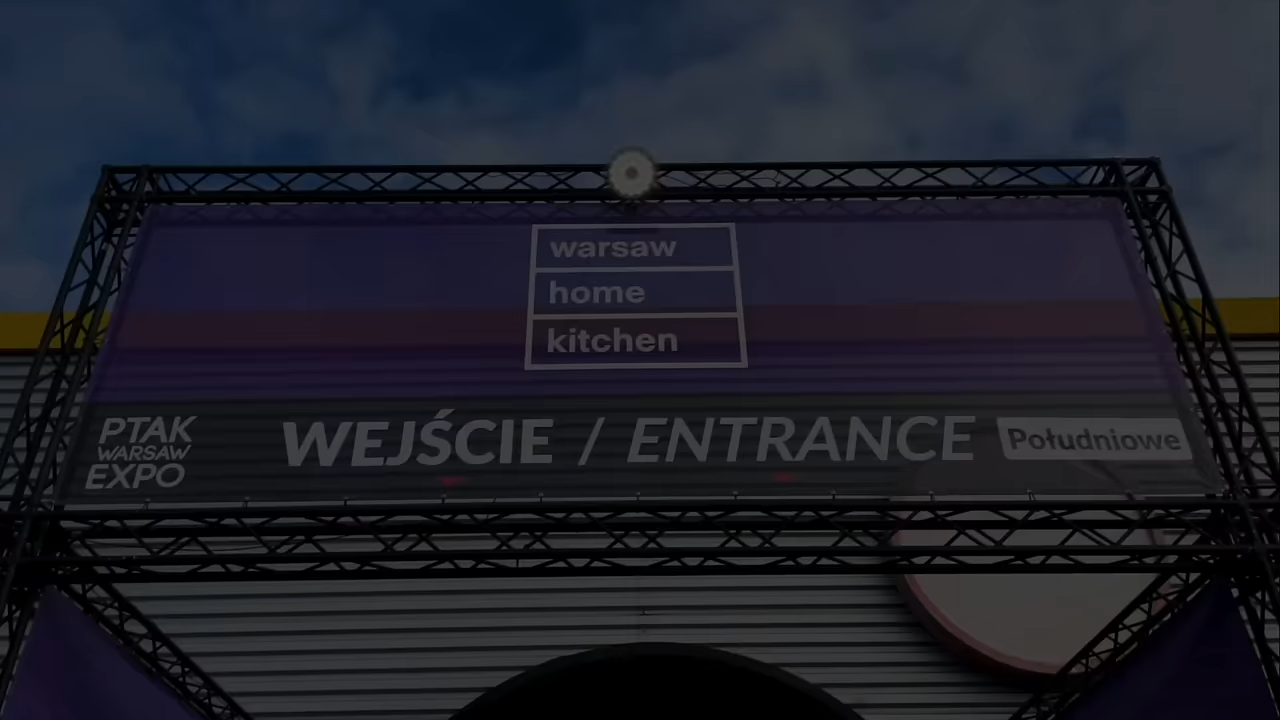 warsaw
home
kitchen
PTAK
WARSAW
EXPO
WEJŚCIE / ENTRANCE
Południowe